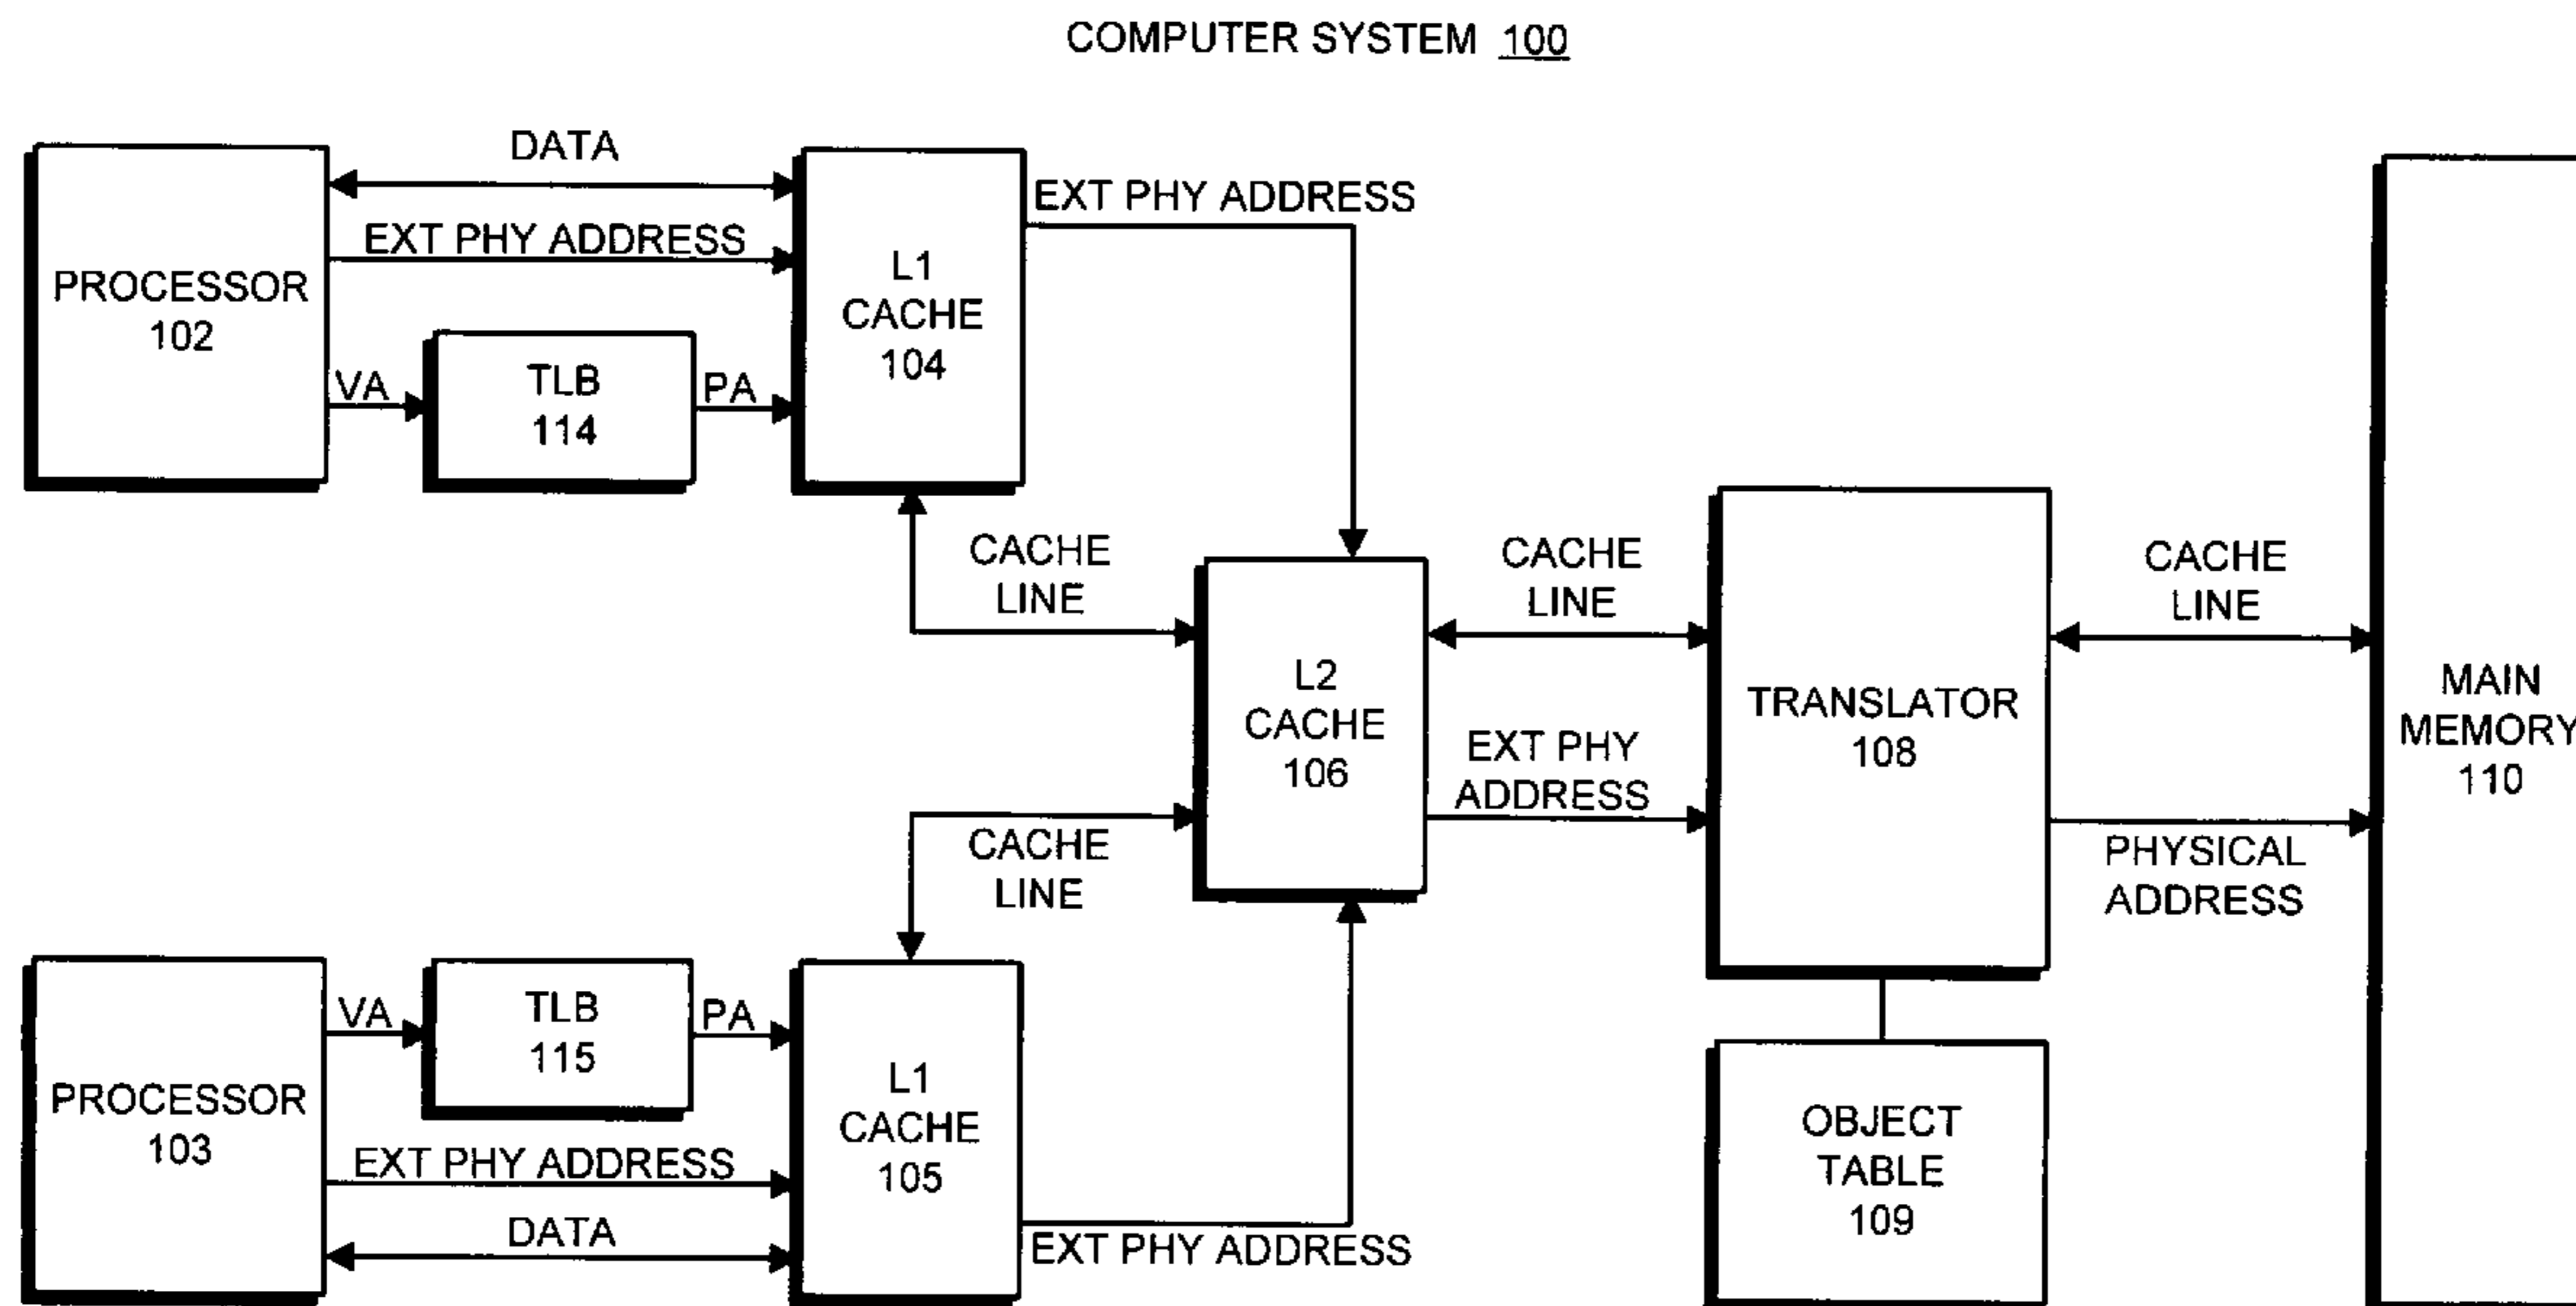 COMPUTER SYSTEM 100
DATA
EXT PHY ADDRESS
PROCESSOR
102
VA
TLB
114
PA
L1
CACHE
104
EXT PHY ADDRESS
CACHE
LINE
L2
CACHE
106
CACHE
LINE
EXT PHY
ADDRESS
TRANSLATOR
108
CACHE
LINE
PHYSICAL
ADDRESS
MAIN
MEMORY
110
CACHE
LINE
PROCESSOR
103
VA
TLB
115
PA
EXT PHY ADDRESS
DATA
L1
CACHE
105
EXT PHY ADDRESS
OBJECT
TABLE
109